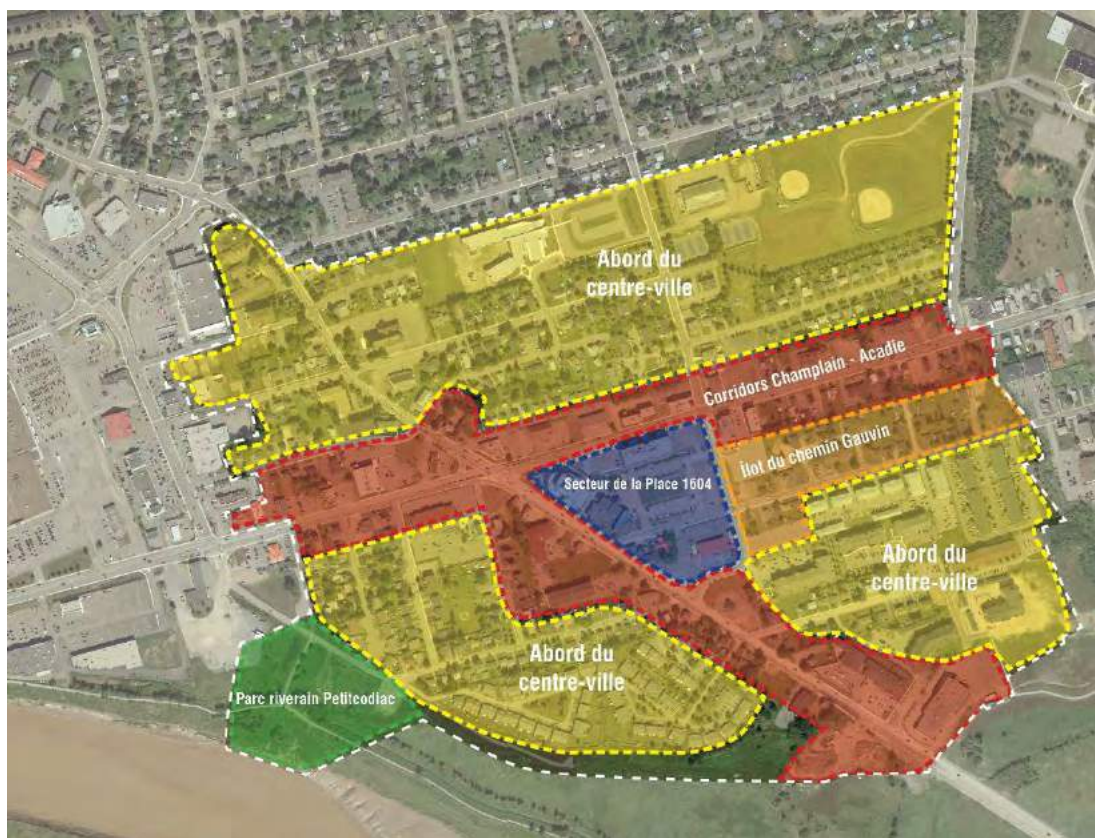 Abord du
centre-ville
Corridors Champlain - Acadie
Îlot du chemin Gauvin
Secteur de la Place 1604
Abord du
centre-ville
Abord du
centre-ville
Parc riverain Petitcodiac